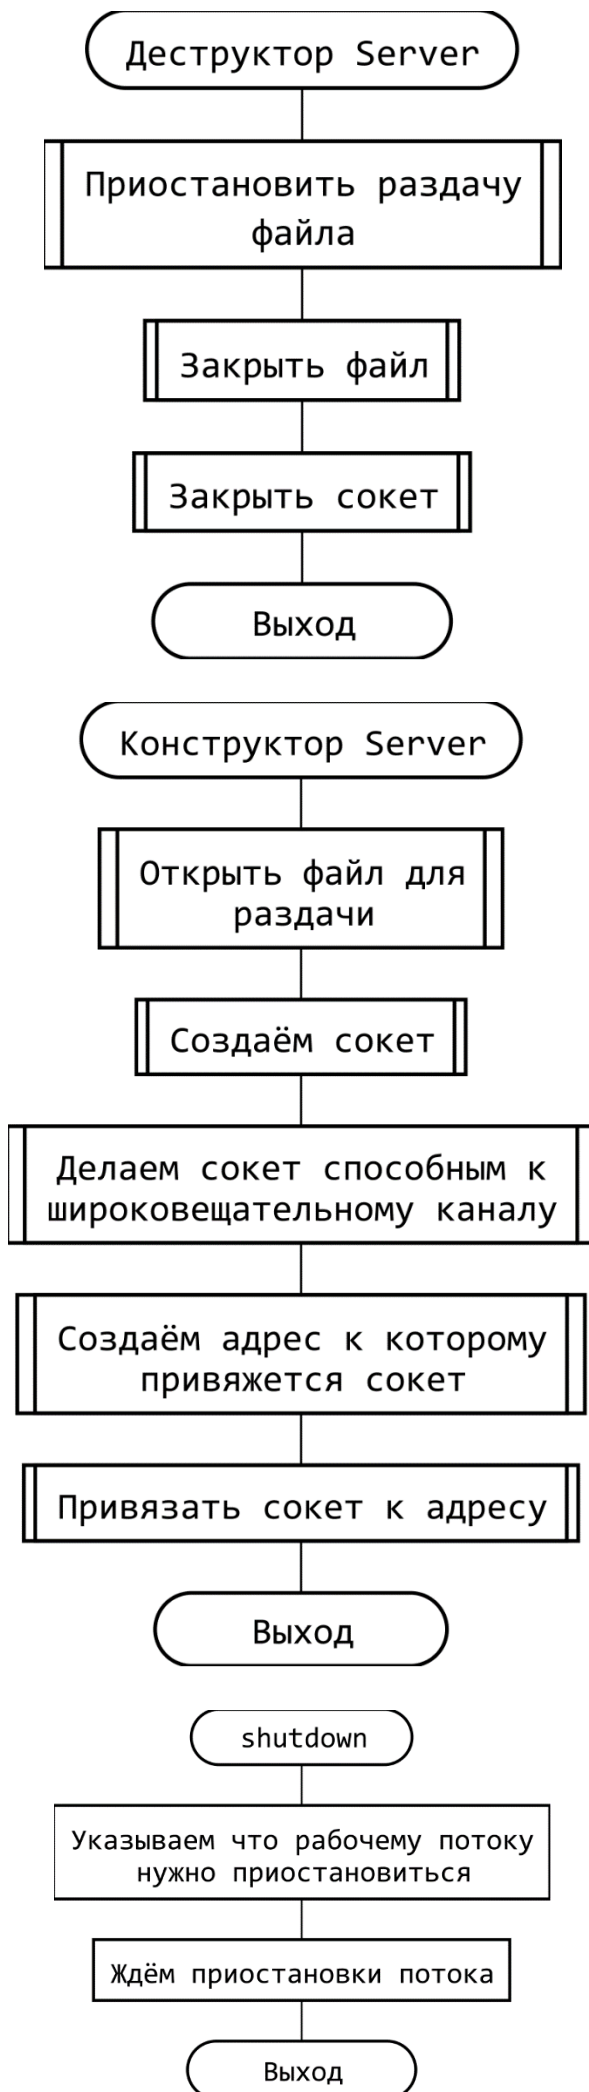 Деструктор Server
Приостановить раздачу
файла
Закрыть файл
Закрыть сокет
Выход
Конструктор Server
Открыть файл для
раздачи
Создаём сокет
Делаем сокет способным к
широковещательному каналу
Создаём адрес к которому
привяжется сокет
Привязать сокет к адресу
Выход
shutdown
Указываем что рабочему потоку
нужно приостановиться
Ждём приостановки потока
Выход